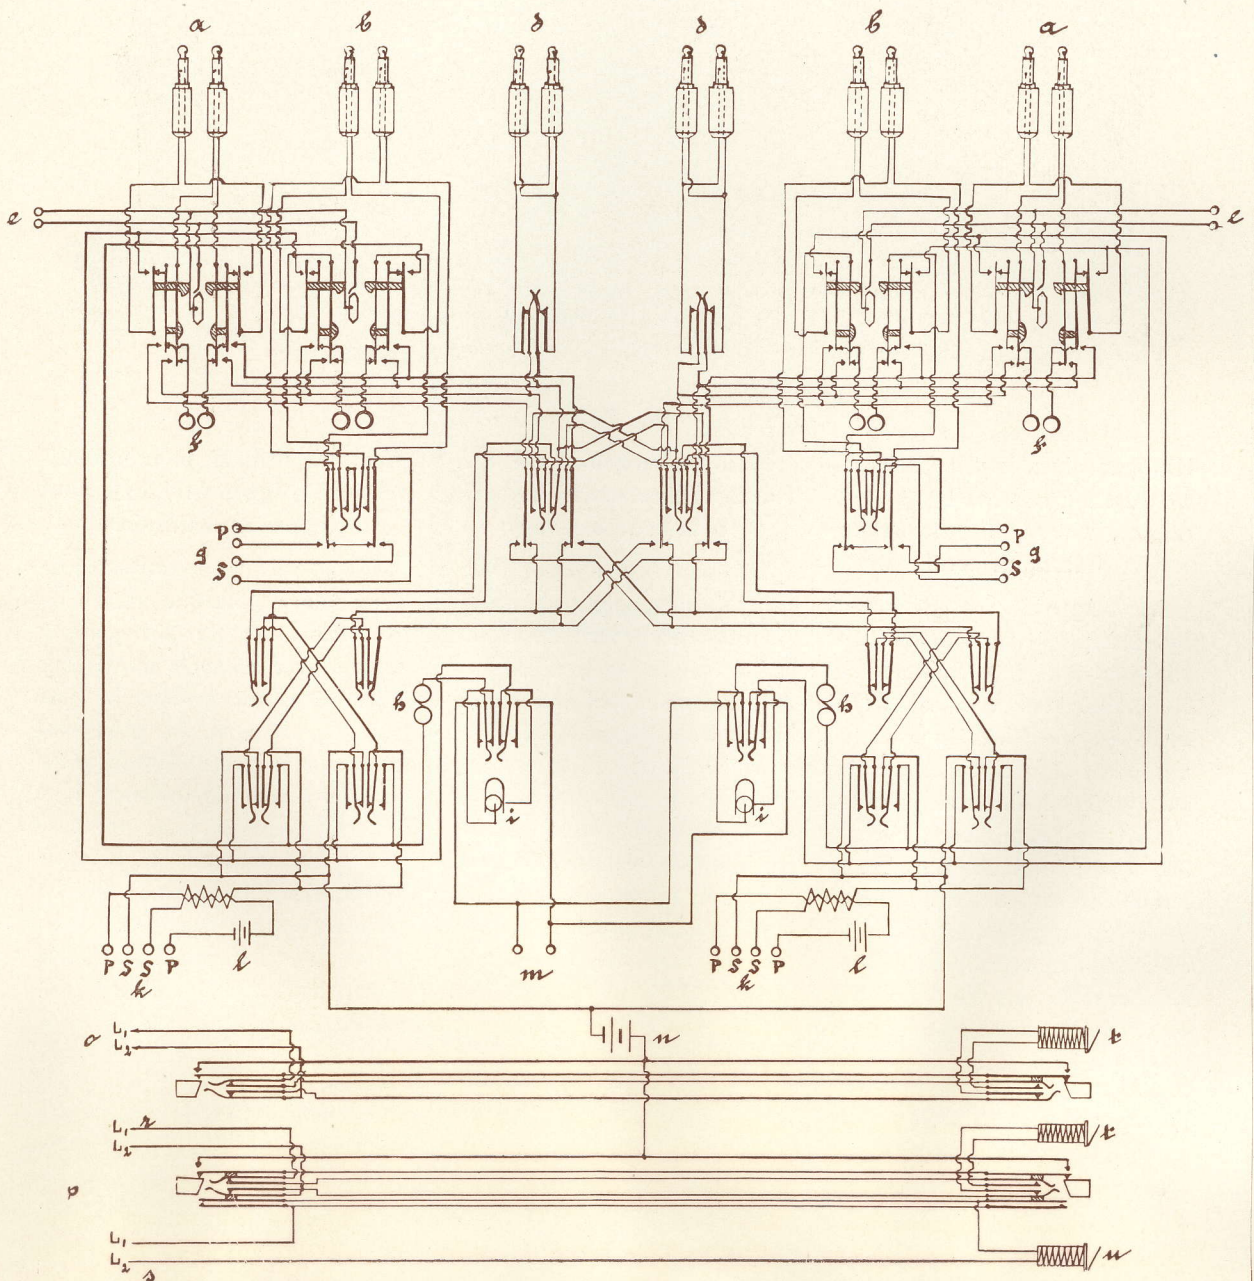 a b d d b a
e e
f f
P P
g g
S S
h h
i i
P S S P P S S P
k l m k l
n
o L₁ t
L₂
L₁ r t
L₂
p
L₁
L₂ u
s